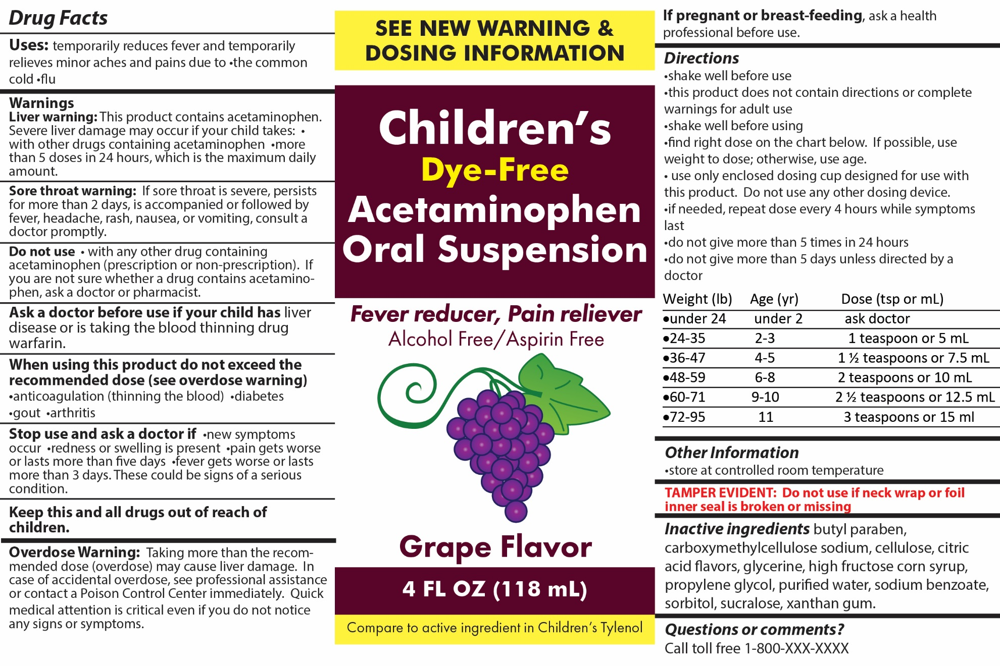 Drug Facts
Uses: temporarily reduces fever and temporarily
relieves minor aches and pains due to •the common
cold •flu
Warnings
Liver warning: This product contains acetaminophen.
Severe liver damage may occur if your child takes: •
with other drugs containing acetaminophen •more
than 5 doses in 24 hours, which is the maximum daily
amount.
Sore throat warning: If sore throat is severe, persists
for more than 2 days, is accompanied or followed by
fever, headache, rash, nausea, or vomiting, consult a
doctor promptly.
Do not use • with any other drug containing
acetaminophen (prescription or non-prescription). If
you are not sure whether a drug contains acetamino-
phen, ask a doctor or pharmacist.
Ask a doctor before use if your child has liver
disease or is taking the blood thinning drug
warfarin.
When using this product do not exceed the
recommended dose (see overdose warning)
•anticoagulation (thinning the blood) •diabetes
•gout •arthritis
Stop use and ask a doctor if •new symptoms
occur •redness or swelling is present •pain gets worse
or lasts more than five days •fever gets worse or lasts
more than 3 days. These could be signs of a serious
condition.
Keep this and all drugs out of reach of
children.
Overdose Warning: Taking more than the recom-
mended dose (overdose) may cause liver damage. In
case of accidental overdose, see professional assistance
or contact a Poison Control Center immediately. Quick
medical attention is critical even if you do not notice
any signs or symptoms.
SEE NEW WARNING &
DOSING INFORMATION
Children's
Dye-Free
Acetaminophen
Oral Suspension
Fever reducer, Pain reliever
Alcohol Free/Aspirin Free
Grape Flavor
4 FL OZ (118 mL)
Compare to active ingredient in Children's Tylenol
If pregnant or breast-feeding, ask a health
professional before use.
Directions
•shake well before use
•this product does not contain directions or complete
warnings for adult use
•shake well before using
•find right dose on the chart below. If possible, use
weight to dose; otherwise, use age.
• use only enclosed dosing cup designed for use with
this product. Do not use any other dosing device.
•if needed, repeat dose every 4 hours while symptoms
last
•do not give more than 5 times in 24 hours
•do not give more than 5 days unless directed by a
doctor
Weight (lb) Age (yr) Dose (tsp or mL)
•under 24 under 2 ask doctor
•24-35 2-3 1 teaspoon or 5 mL
•36-47 4-5 1 ½ teaspoons or 7.5 mL
•48-59 6-8 2 teaspoons or 10 mL
•60-71 9-10 2 ½ teaspoons or 12.5 mL
•72-95 11 3 teaspoons or 15 ml
Other Information
•store at controlled room temperature
TAMPER EVIDENT: Do not use if neck wrap or foil
inner seal is broken or missing
Inactive ingredients butyl paraben,
carboxymethylcellulose sodium, cellulose, citric
acid flavors, glycerine, high fructose corn syrup,
propylene glycol, purified water, sodium benzoate,
sorbitol, sucralose, xanthan gum.
Questions or comments?
Call toll free 1-800-XXX-XXXX